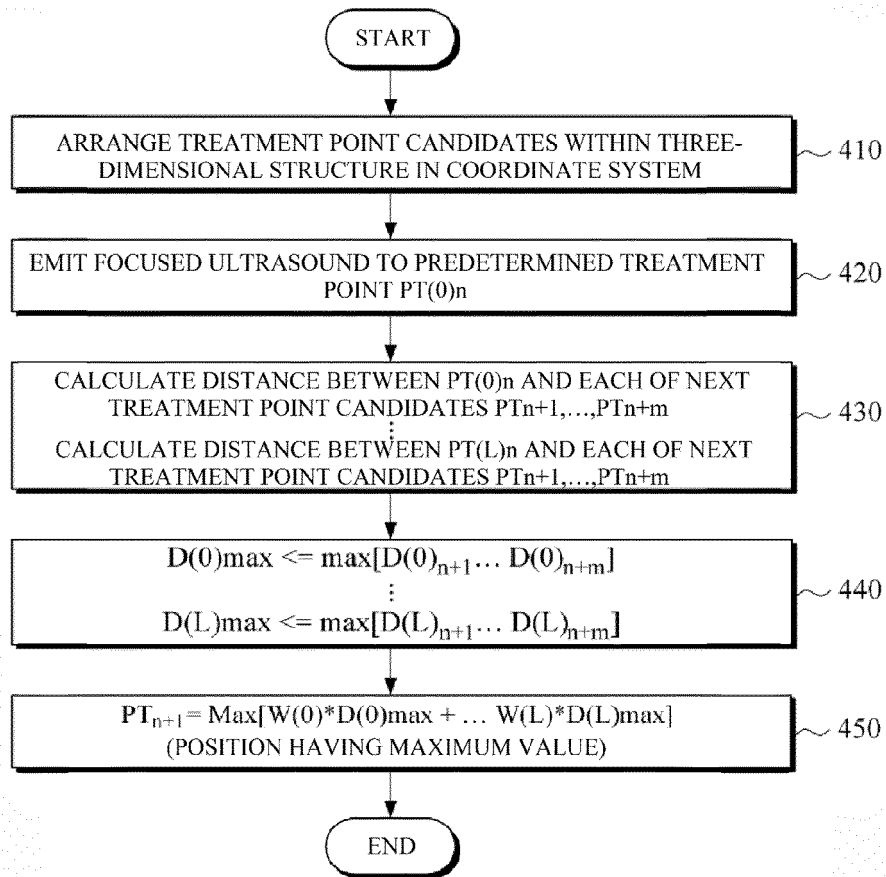 START
ARRANGE TREATMENT POINT CANDIDATES WITHIN THREE-
DIMENSIONAL STRUCTURE IN COORDINATE SYSTEM
410
EMIT FOCUSED ULTRASOUND TO PREDETERMINED TREATMENT
POINT PT(0)n
420
CALCULATE DISTANCE BETWEEN PT(0)n AND EACH OF NEXT
TREATMENT POINT CANDIDATES PTn+1,...,PTn+m
⋮
CALCULATE DISTANCE BETWEEN PT(L)n AND EACH OF NEXT
TREATMENT POINT CANDIDATES PTn+1,...,PTn+m
430
D(0)max <= max[D(0)n+1... D(0)n+m]
⋮
D(L)max <= max[D(L)n+1... D(L)n+m]
440
PTn+1 = Max[W(0)*D(0)max + ... W(L)*D(L)max]
(POSITION HAVING MAXIMUM VALUE)
450
END